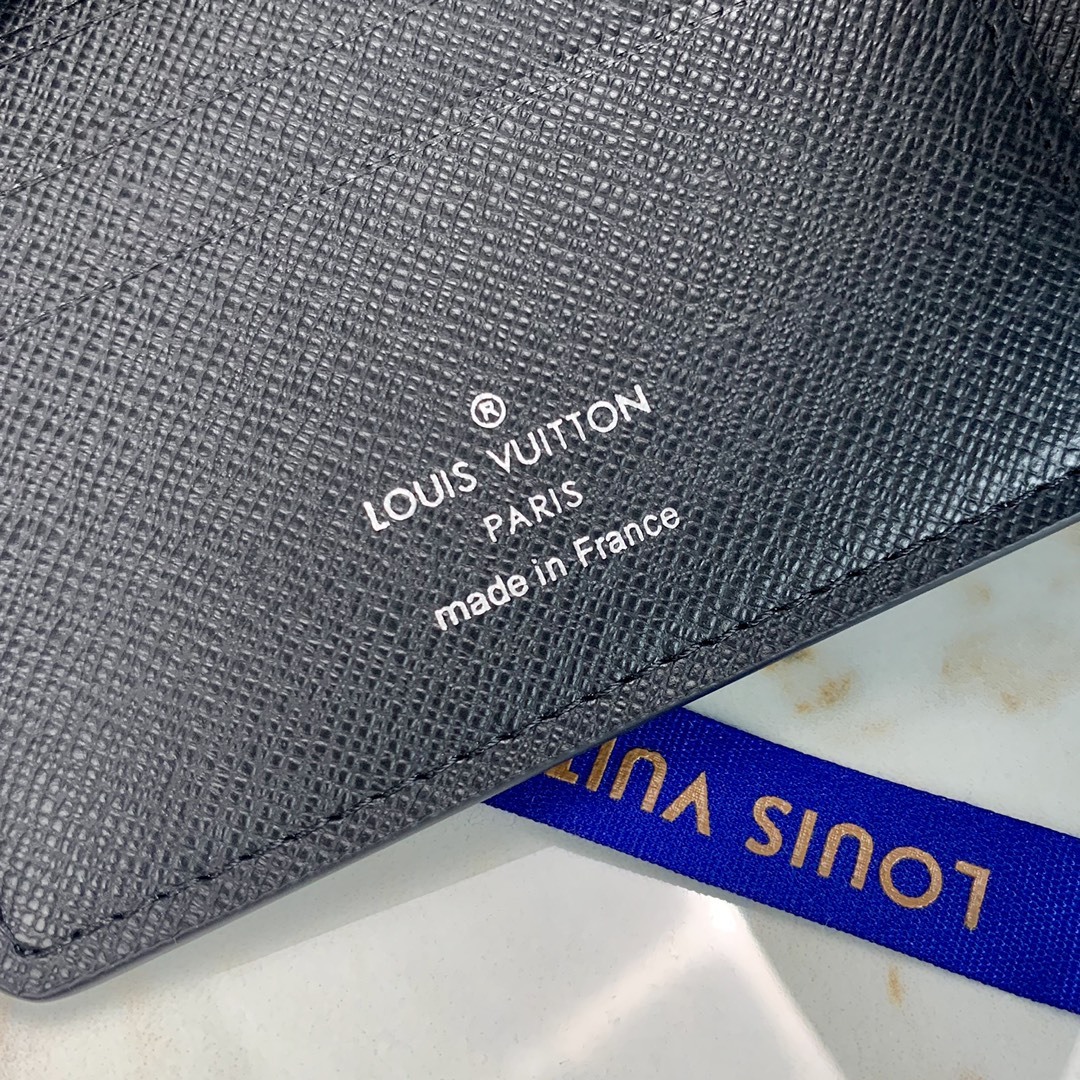 ®
LOUIS VUITTON
PARIS
made in France
LOUIS VUIT